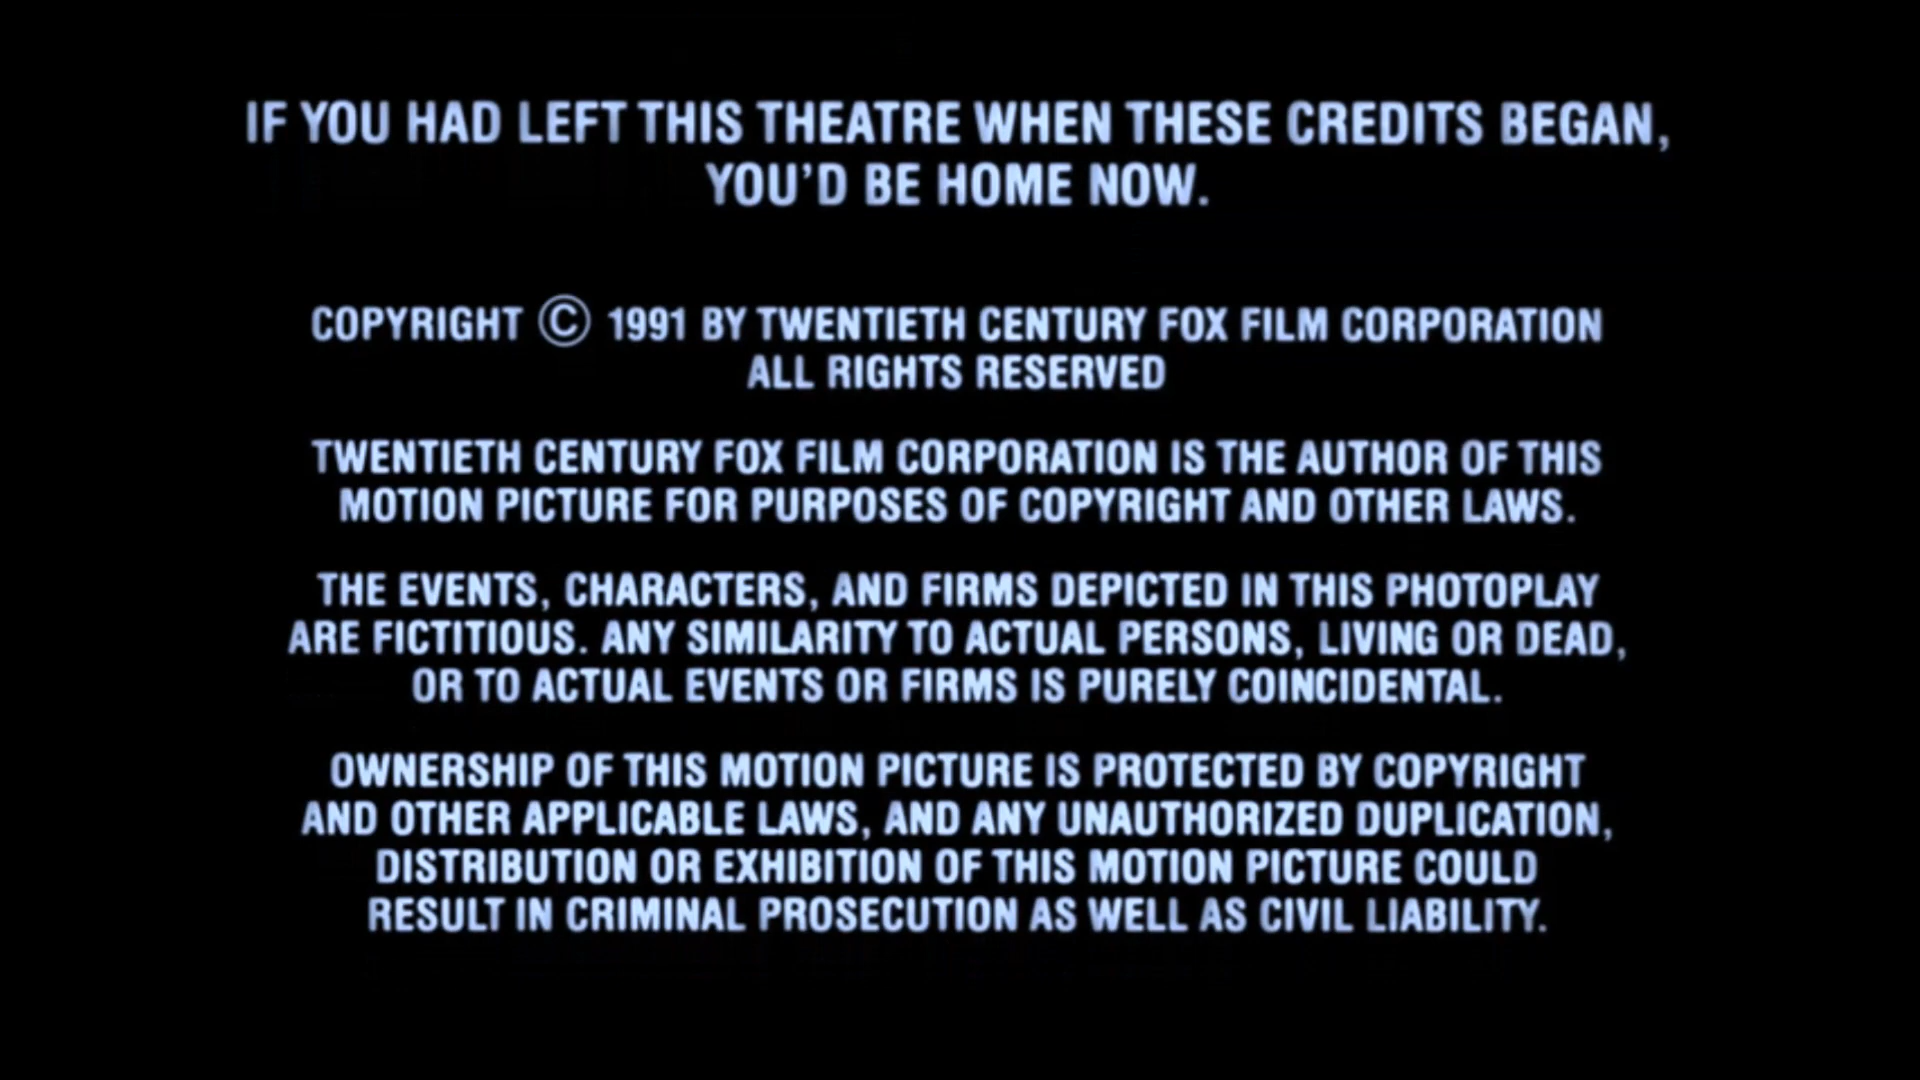 IF YOU HAD LEFT THIS THEATRE WHEN THESE CREDITS BEGAN,
YOU'D BE HOME NOW.
COPYRIGHT © 1991 BY TWENTIETH CENTURY FOX FILM CORPORATION
ALL RIGHTS RESERVED
TWENTIETH CENTURY FOX FILM CORPORATION IS THE AUTHOR OF THIS
MOTION PICTURE FOR PURPOSES OF COPYRIGHT AND OTHER LAWS.
THE EVENTS, CHARACTERS, AND FIRMS DEPICTED IN THIS PHOTOPLAY
ARE FICTITIOUS. ANY SIMILARITY TO ACTUAL PERSONS, LIVING OR DEAD,
OR TO ACTUAL EVENTS OR FIRMS IS PURELY COINCIDENTAL.
OWNERSHIP OF THIS MOTION PICTURE IS PROTECTED BY COPYRIGHT
AND OTHER APPLICABLE LAWS, AND ANY UNAUTHORIZED DUPLICATION,
DISTRIBUTION OR EXHIBITION OF THIS MOTION PICTURE COULD
RESULT IN CRIMINAL PROSECUTION AS WELL AS CIVIL LIABILITY.